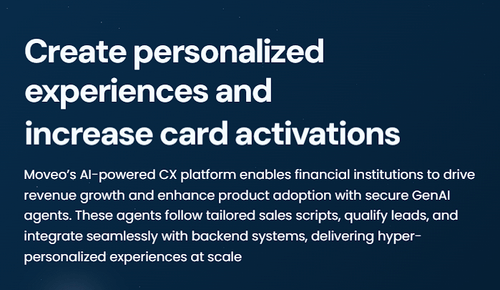 Create personalized
experiences and
increase card activations
Moveo's AI-powered CX platform enables financial institutions to drive
revenue growth and enhance product adoption with secure GenAI
agents. These agents follow tailored sales scripts, qualify leads, and
integrate seamlessly with backend systems, delivering hyper-
personalized experiences at scale